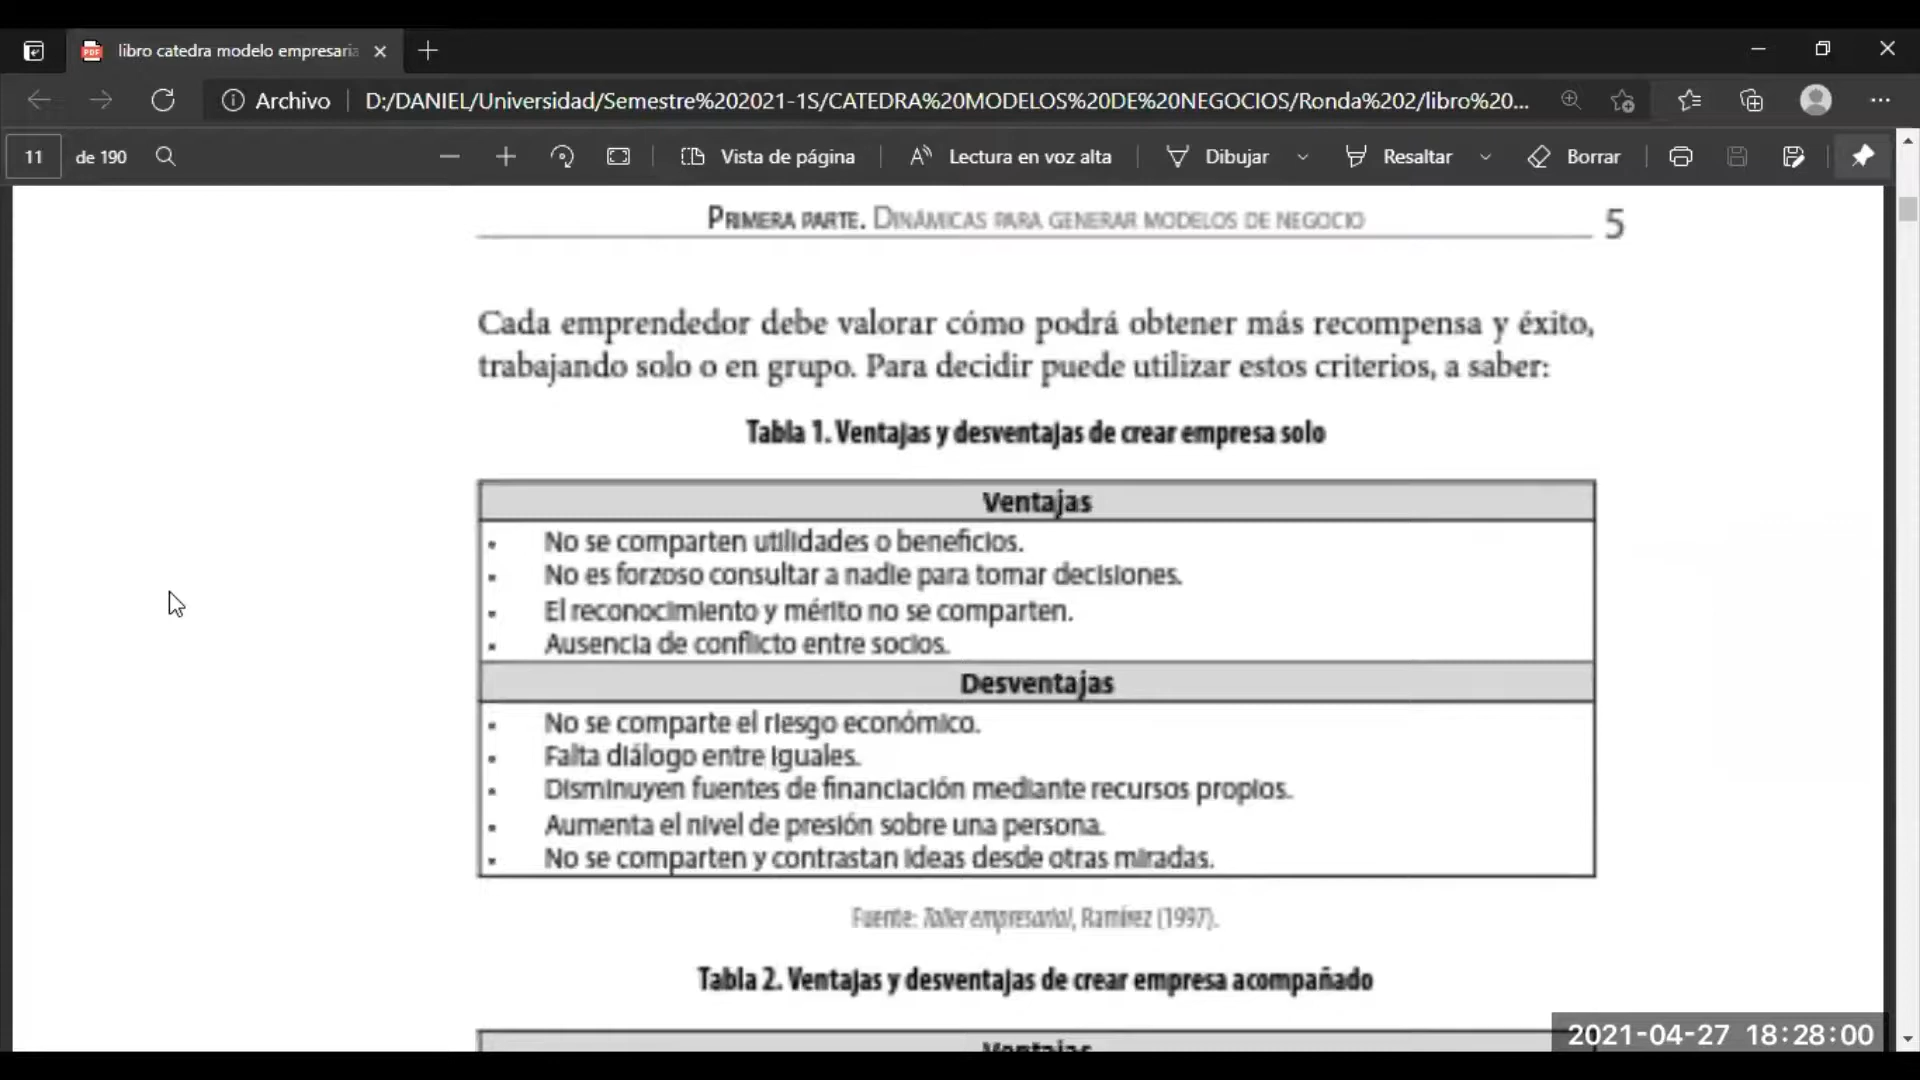 libro catedra modelo empresaria
Archivo D:/DANIEL/Universidad/Semestre%202021-1S/CATEDRA%20MODELOS%20DE%20NEGOCIOS/Ronda%202/libro%20...
11 de 190 Vista de página Lectura en voz alta Dibujar Resaltar Borrar
PRIMERA PARTE. DINÁMICAS PARA GENERAR MODELOS DE NEGOCIO 5
Cada emprendedor debe valorar cómo podrá obtener más recompensa y éxito,
trabajando solo o en grupo. Para decidir puede utilizar estos criterios, a saber:
Tabla 1. Ventajas y desventajas de crear empresa solo
Ventajas
• No se comparten utilidades o beneficios.
• No es forzoso consultar a nadie para tomar decisiones.
• El reconocimiento y mérito no se comparten.
• Ausencia de conflicto entre socios.
Desventajas
• No se comparte el riesgo económico.
• Falta diálogo entre iguales.
• Disminuyen fuentes de financiación mediante recursos propios.
• Aumenta el nivel de presión sobre una persona.
• No se comparten y contrastan ideas desde otras miradas.
Fuente: Taller empresarial, Ramírez (1997).
Tabla 2. Ventajas y desventajas de crear empresa acompañado
Ventajas
2021-04-27 18:28:00